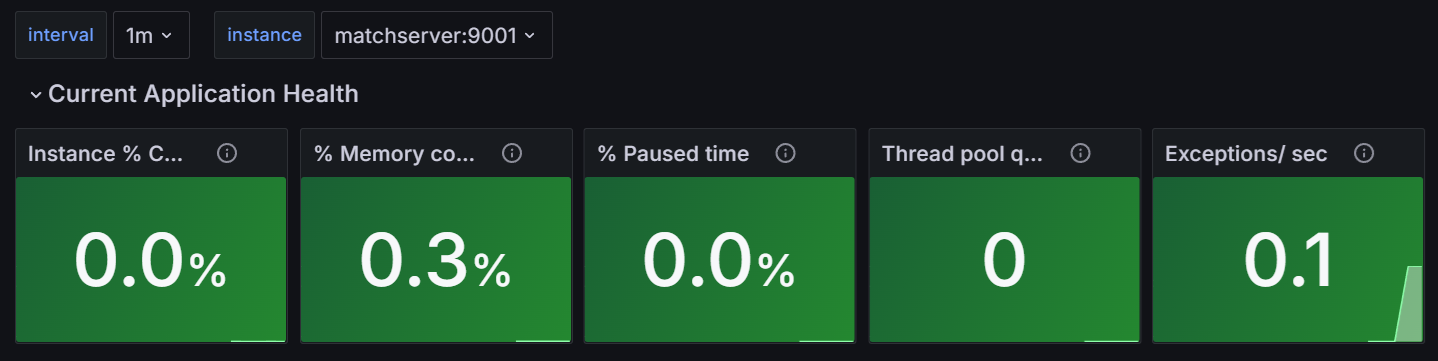 interval 1m instance matchserver:9001
Current Application Health
Instance % C... % Memory co... % Paused time Thread pool q... Exceptions/ sec
0.0% 0.3% 0.0% 0 0.1